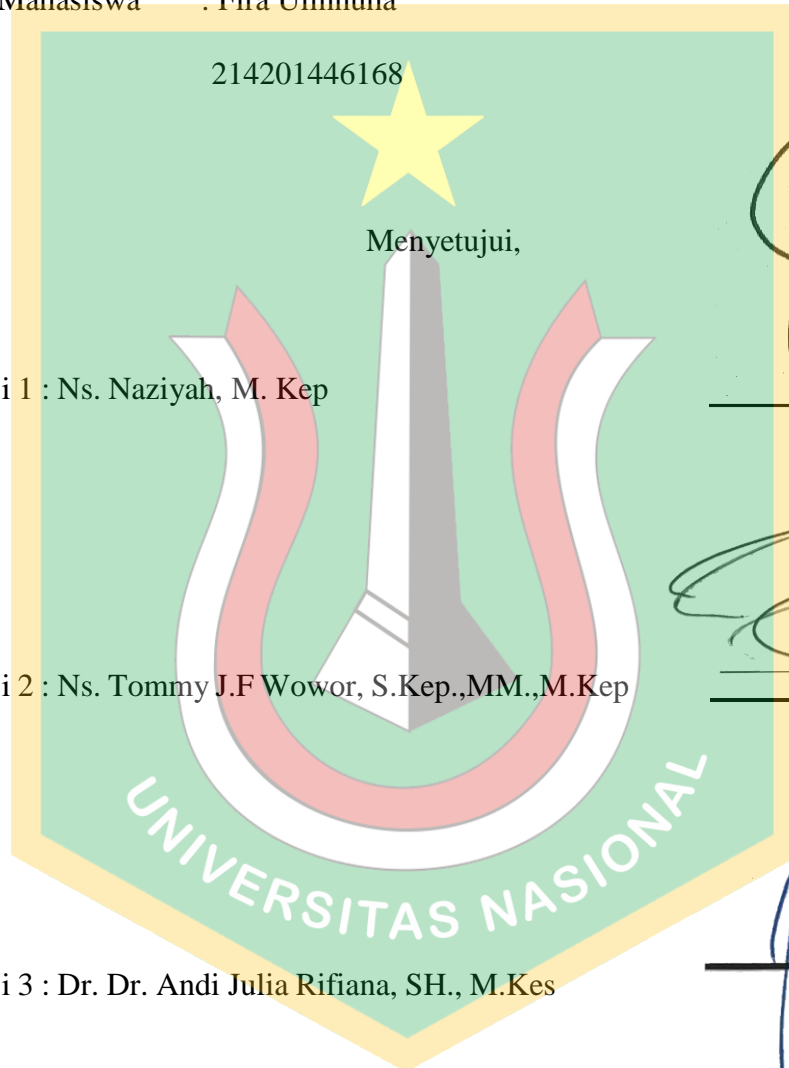 Mahasiswa : Fira Ulminuha
214201446168
Menyetujui,
i 1 : Ns. Naziyah, M. Kep
i 2 : Ns. Tommy J.F Wowor, S.Kep.,MM.,M.Kep
UNIVERSITAS NASIONAL
i 3 : Dr. Dr. Andi Julia Rifiana, SH., M.Kes